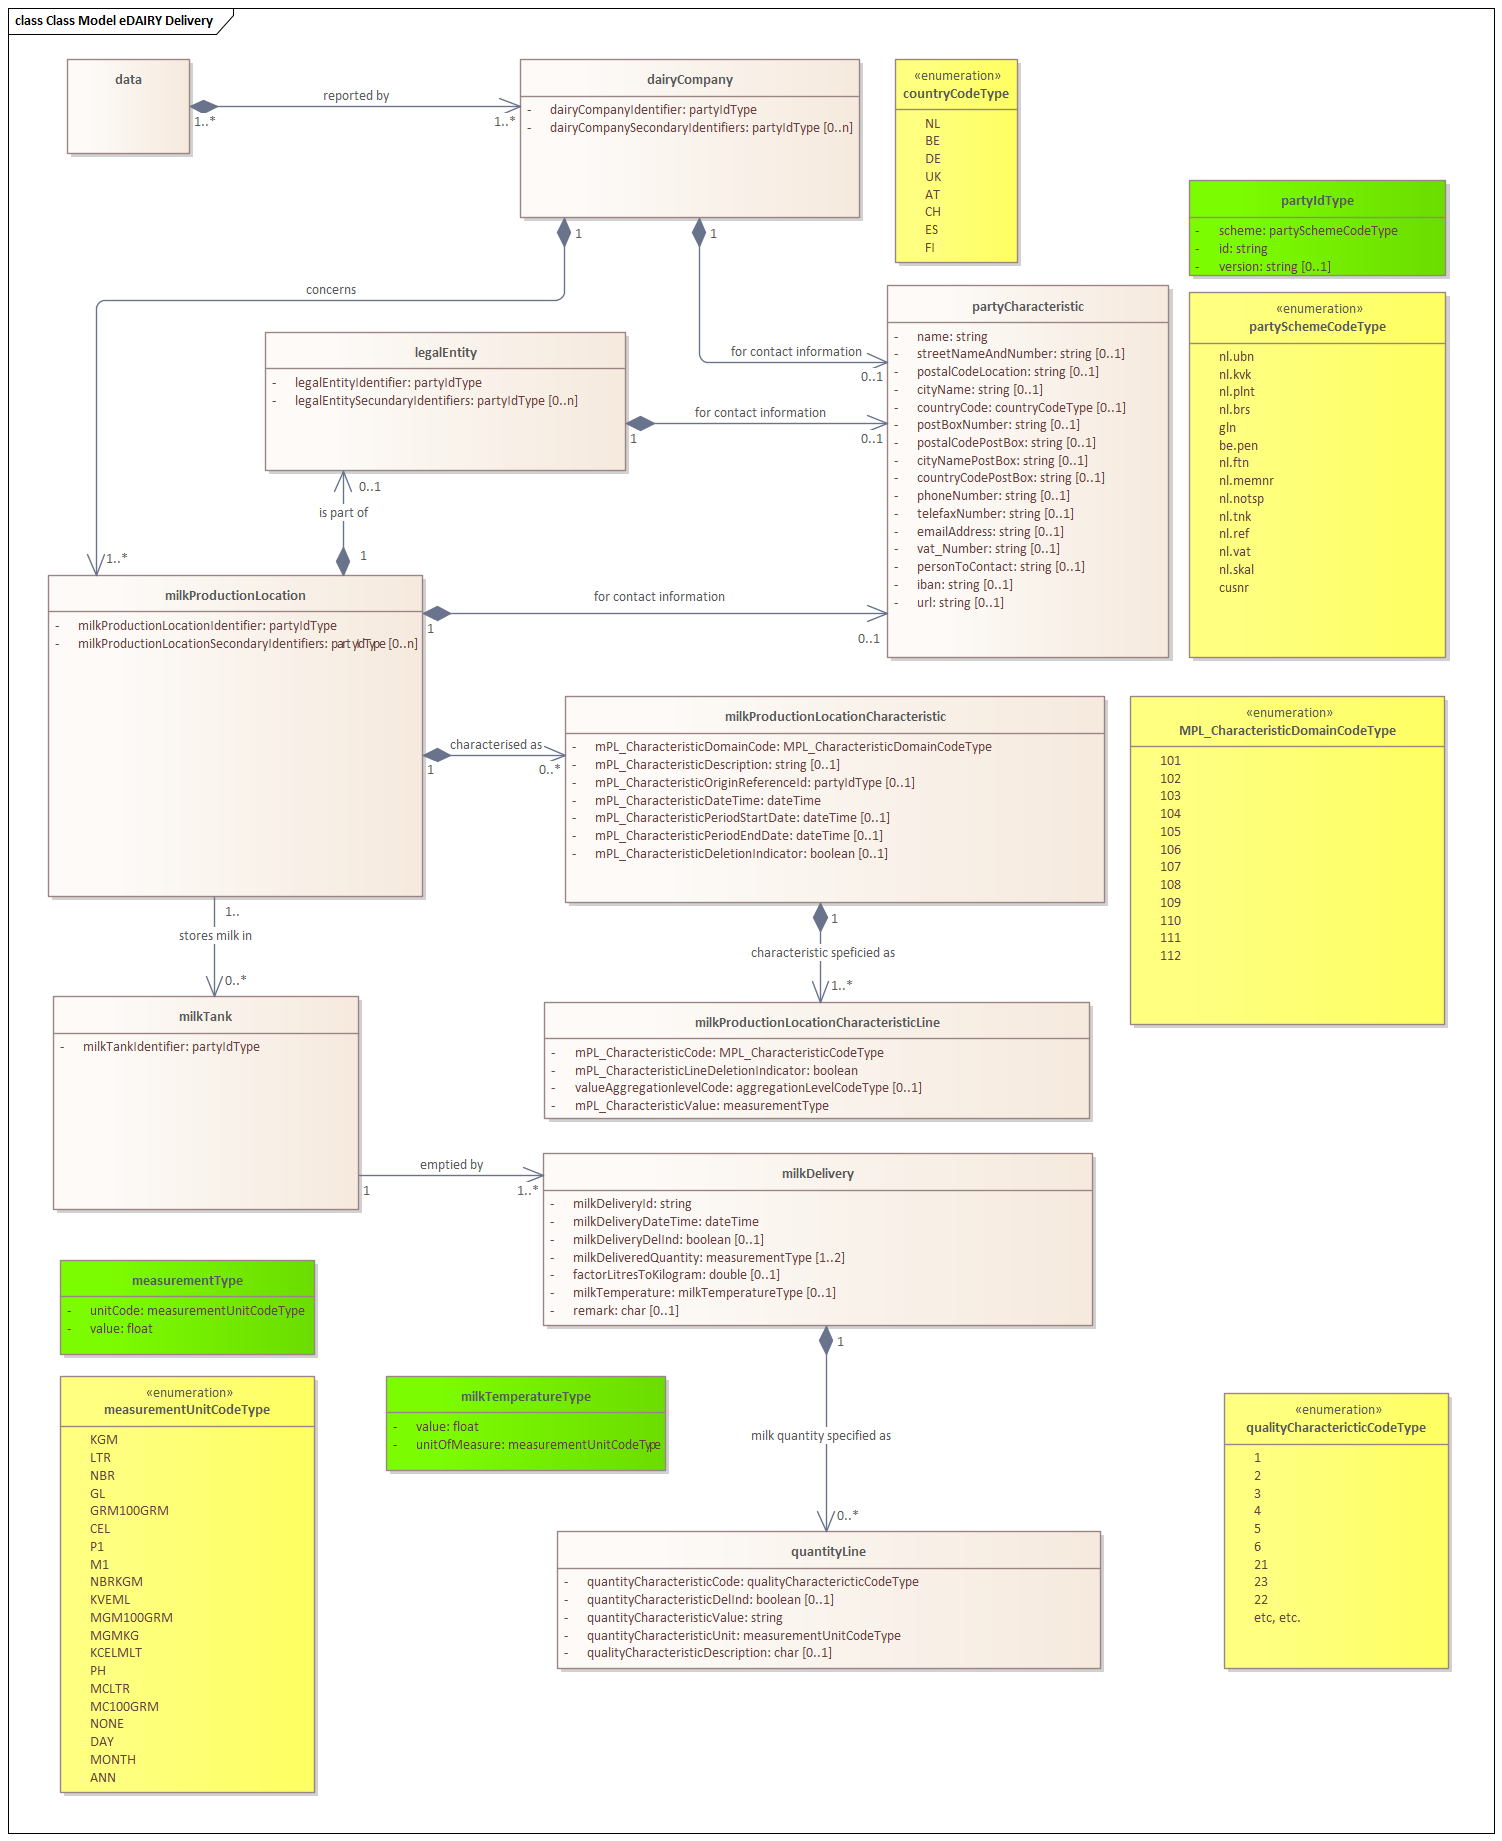 class Class Model eDAIRY Delivery
data
reported by
1..*
1..*
dairyCompany
- dairyCompanyIdentifier: partyIdType
- dairyCompanySecondaryIdentifiers: partyIdType [0..n]
1
1
«enumeration»
countryCodeType
NL
BE
DE
UK
AT
CH
ES
FI
partyIdType
- scheme: partySchemeCodeType
- id: string
- version: string [0..1]
concerns
1..*
for contact information
0..1
legalEntity
- legalEntityIdentifier: partyIdType
- legalEntitySecundaryIdentifiers: partyIdType [0..n]
for contact information
1
0..1
0..1
is part of
1
partyCharacteristic
- name: string
- streetNameAndNumber: string [0..1]
- postalCodeLocation: string [0..1]
- cityName: string [0..1]
- countryCode: countryCodeType [0..1]
- postBoxNumber: string [0..1]
- postalCodePostBox: string [0..1]
- cityNamePostBox: string [0..1]
- countryCodePostBox: string [0..1]
- phoneNumber: string [0..1]
- telefaxNumber: string [0..1]
- emailAddress: string [0..1]
- vat_Number: string [0..1]
- personToContact: string [0..1]
- iban: string [0..1]
- url: string [0..1]
«enumeration»
partySchemeCodeType
nl.ubn
nl.kvk
nl.plnt
nl.brs
gln
be.pen
nl.ftn
nl.memnr
nl.notsp
nl.tnk
nl.ref
nl.vat
nl.skal
cusnr
milkProductionLocation
- milkProductionLocationIdentifier: partyIdType
- milkProductionLocationSecondaryIdentifiers: partyIdType [0..n]
for contact information
1
0..1
characterised as
1
0..*
milkProductionLocationCharacteristic
- mPL_CharacteristicDomainCode: MPL_CharacteristicDomainCodeType
- mPL_CharacteristicDescription: string [0..1]
- mPL_CharacteristicOriginReferenceId: partyIdType [0..1]
- mPL_CharacteristicDateTime: dateTime
- mPL_CharacteristicPeriodStartDate: dateTime [0..1]
- mPL_CharacteristicPeriodEndDate: dateTime [0..1]
- mPL_CharacteristicDeletionIndicator: boolean [0..1]
«enumeration»
MPL_CharacteristicDomainCodeType
101
102
103
104
105
106
107
108
109
110
111
112
1..
stores milk in
0..*
1
characteristic speficied as
1..*
milkTank
- milkTankIdentifier: partyIdType
milkProductionLocationCharacteristicLine
- mPL_CharacteristicCode: MPL_CharacteristicCodeType
- mPL_CharacteristicLineDeletionIndicator: boolean
- valueAggregationlevelCode: aggregationLevelCodeType [0..1]
- mPL_CharacteristicValue: measurementType
emptied by
1
1..*
milkDelivery
- milkDeliveryId: string
- milkDeliveryDateTime: dateTime
- milkDeliveryDelInd: boolean [0..1]
- milkDeliveredQuantity: measurementType [1..2]
- factorLitresToKilogram: double [0..1]
- milkTemperature: milkTemperatureType [0..1]
- remark: char [0..1]
measurementType
- unitCode: measurementUnitCodeType
- value: float
milkTemperatureType
- value: float
- unitOfMeasure: measurementUnitCodeType
1
milk quantity specified as
0..*
«enumeration»
measurementUnitCodeType
KGM
LTR
NBR
GL
GRM100GRM
CEL
P1
M1
NBRKGM
KVEML
MGM100GRM
MGMKG
KCELMLT
PH
MCLTR
MC100GRM
NONE
DAY
MONTH
ANN
«enumeration»
qualityCharactericticCodeType
1
2
3
4
5
6
21
23
22
etc, etc.
quantityLine
- quantityCharacteristicCode: qualityCharactericticCodeType
- quantityCharacteristicDelInd: boolean [0..1]
- quantityCharacteristicValue: string
- quantityCharacteristicUnit: measurementUnitCodeType
- qualityCharacteristicDescription: char [0..1]